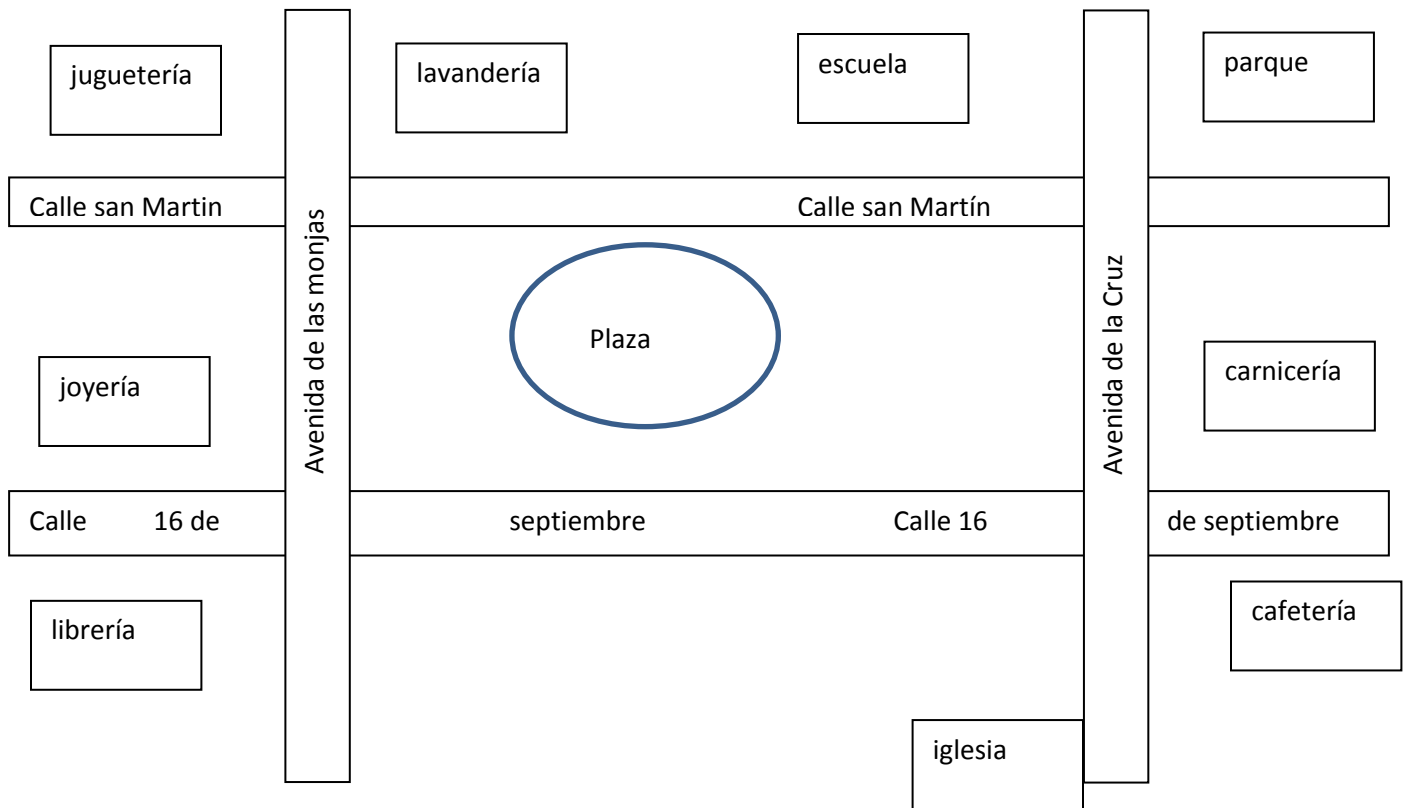 juguetería
lavandería
escuela
parque
Calle san Martin
Calle san Martín
Avenida de las monjas
Plaza
Avenida de la Cruz
joyería
carnicería
Calle 16 de septiembre Calle 16 de septiembre
librería
cafetería
iglesia